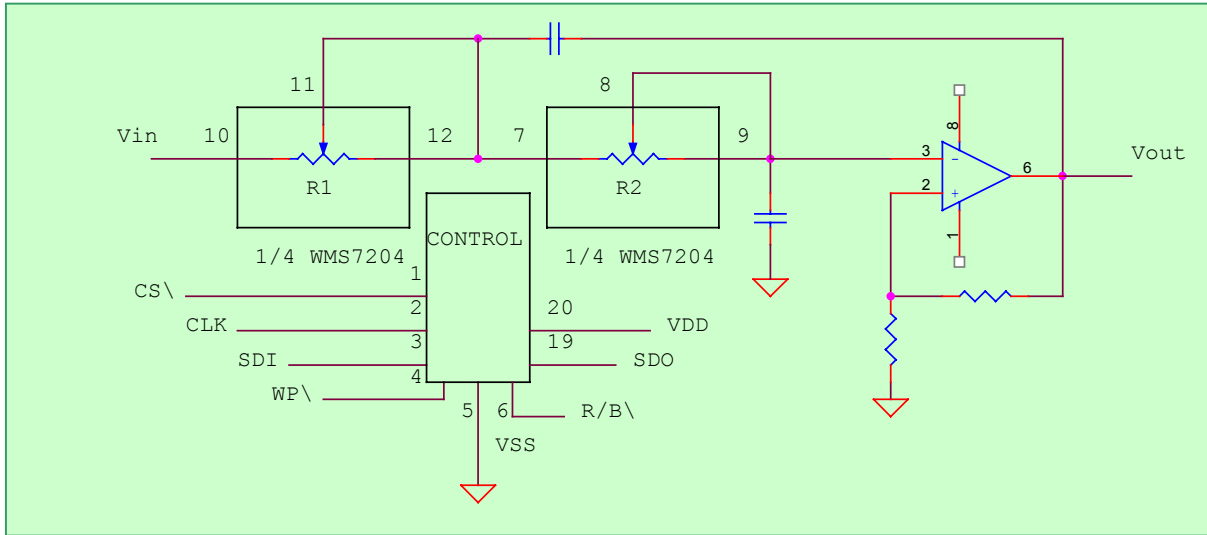 11
8
Vin
10
12
7
9
8
3
-
6
Vout
2
+
R1
R2
1
CONTROL
1/4 WMS7204
1/4 WMS7204
1
CS\
2
20
CLK
VDD
3
19
SDI
SDO
4
WP\
5
6
R/B\
VSS